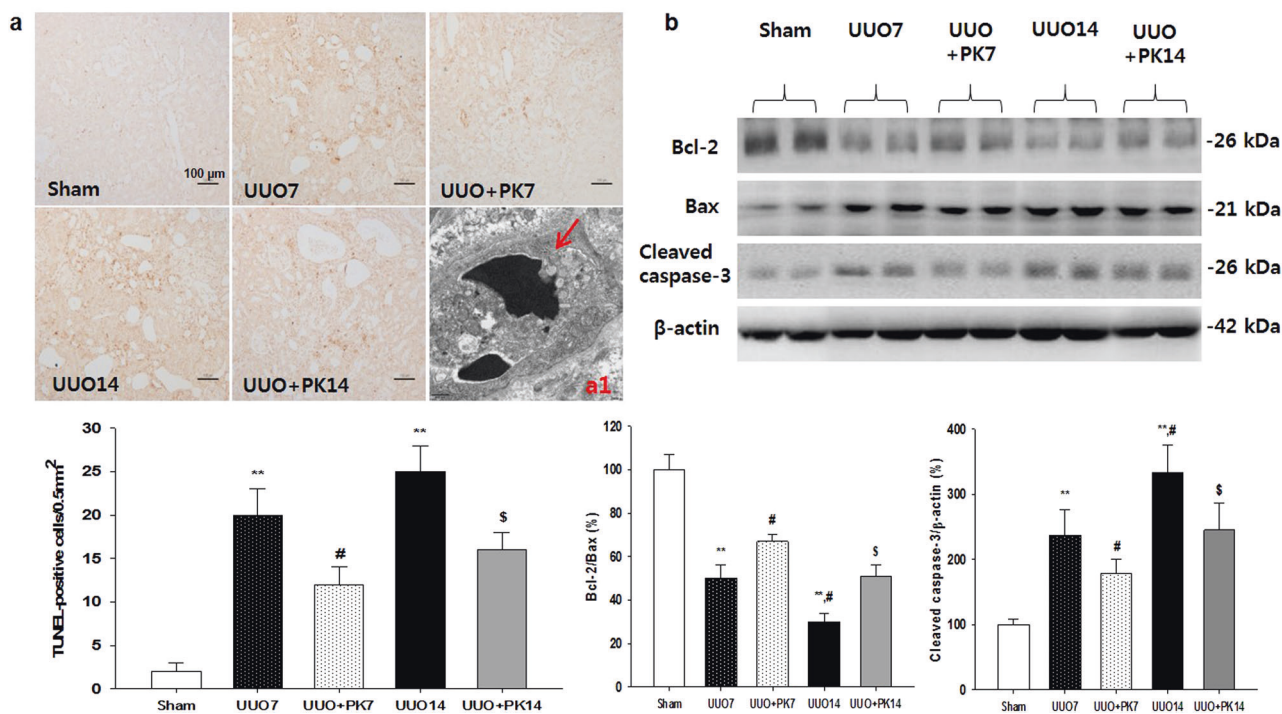 a
Sham
100 μm
UUO7
UUO+PK7
UUO14
UUO+PK14
a1
b
Sham
UUO7
UUO
+PK7
UUO14
UUO
+PK14
Bcl-2
-26 kDa
Bax
-21 kDa
Cleaved
caspase-3
-26 kDa
β-actin
-42 kDa
TUNEL-positive cells/0.5mm²
30
25
20
15
10
5
0
**
#
**
$
Sham
UUO7
UUO+PK7
UUO14
UUO+PK14
Bcl-2/Bax (%)
120
100
80
60
40
20
0
**
#
**,#
$
Sham
UUO7
UUO+PK7
UUO14
UUO+PK14
Cleaved caspase-3/β-actin (%)
400
350
300
250
200
150
100
50
0
**
#
**,#
$
Sham
UUO7
UUO+PK7
UUO14
UUO+PK14